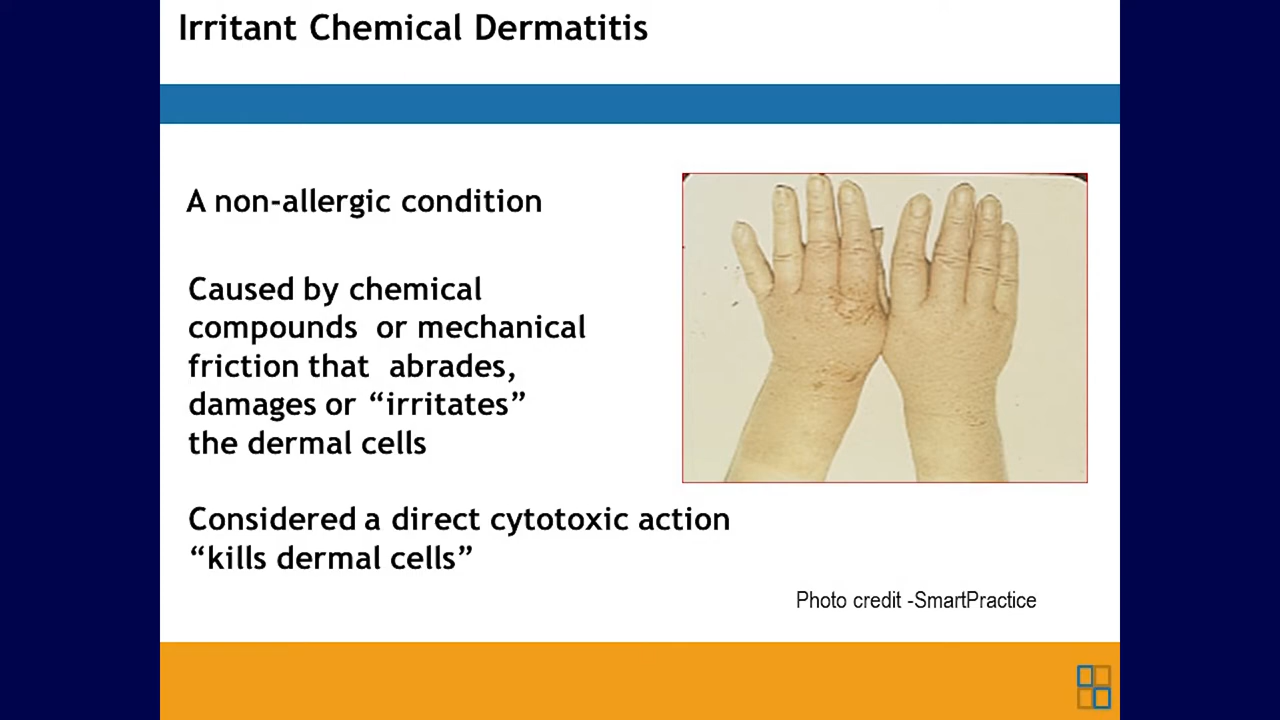 Irritant Chemical Dermatitis
A non-allergic condition
Caused by chemical
compounds or mechanical
friction that abrades,
damages or “irritates”
the dermal cells
Considered a direct cytotoxic action
“kills dermal cells”
Photo credit -SmartPractice